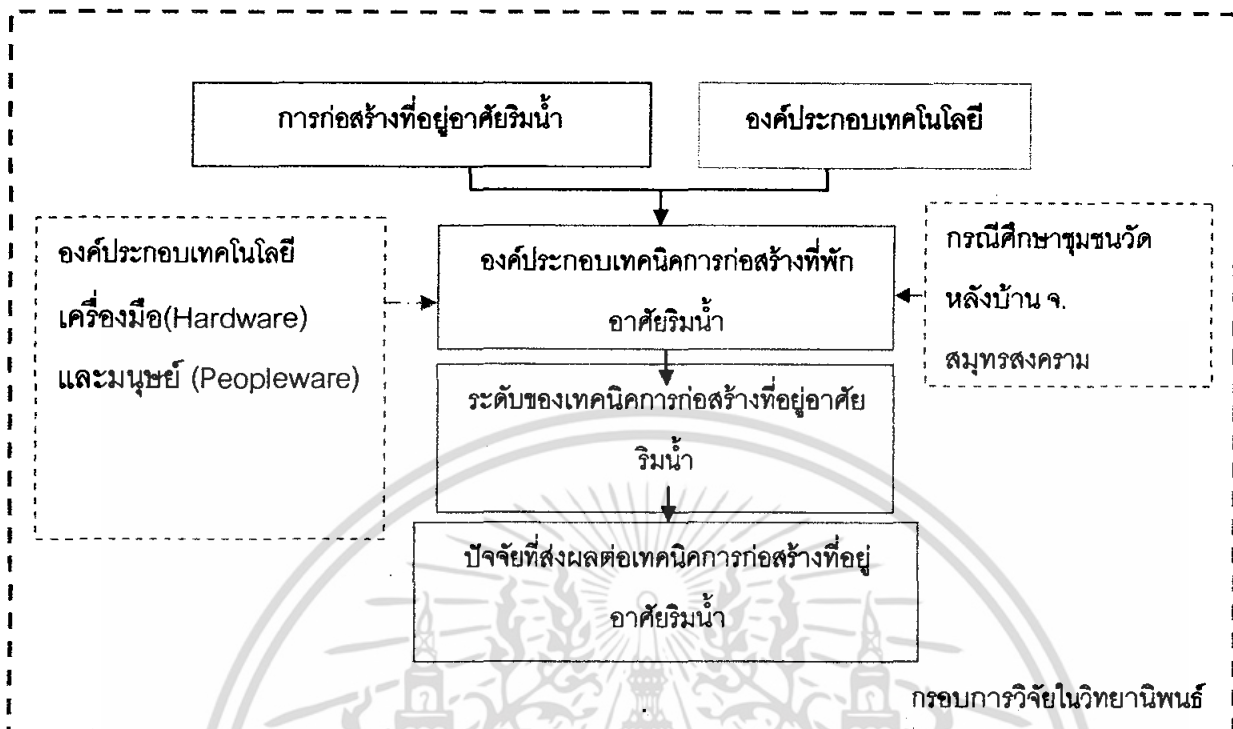 การก่อสร้างที่อยู่อาศัยริมน้ำ
องค์ประกอบเทคโนโลยี
องค์ประกอบเทคโนโลยี
เครื่องมือ(Hardware)
และมนุษย์ (Peopleware)
องค์ประกอบเทคนิคการก่อสร้างที่พัก
อาศัยริมน้ำ
กรณีศึกษาชุมชนวัด
หลังบ้าน จ.
สมุทรสงคราม
ระดับของเทคนิคการก่อสร้างที่อยู่อาศัย
ริมน้ำ
ปัจจัยที่ส่งผลต่อเทคนิคการก่อสร้างที่อยู่
อาศัยริมน้ำ
กรอบการวิจัยในวิทยานิพนธ์